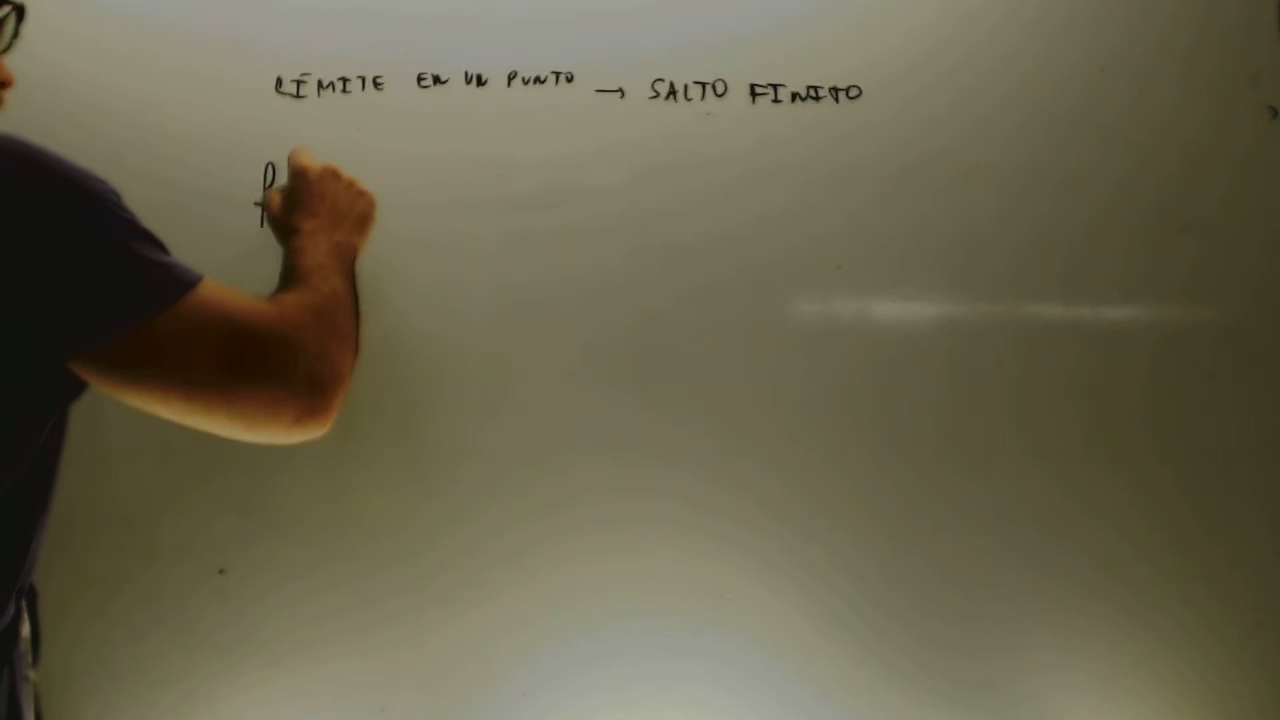 LÍMITE EN UN PUNTO → SALTO FINITO
f